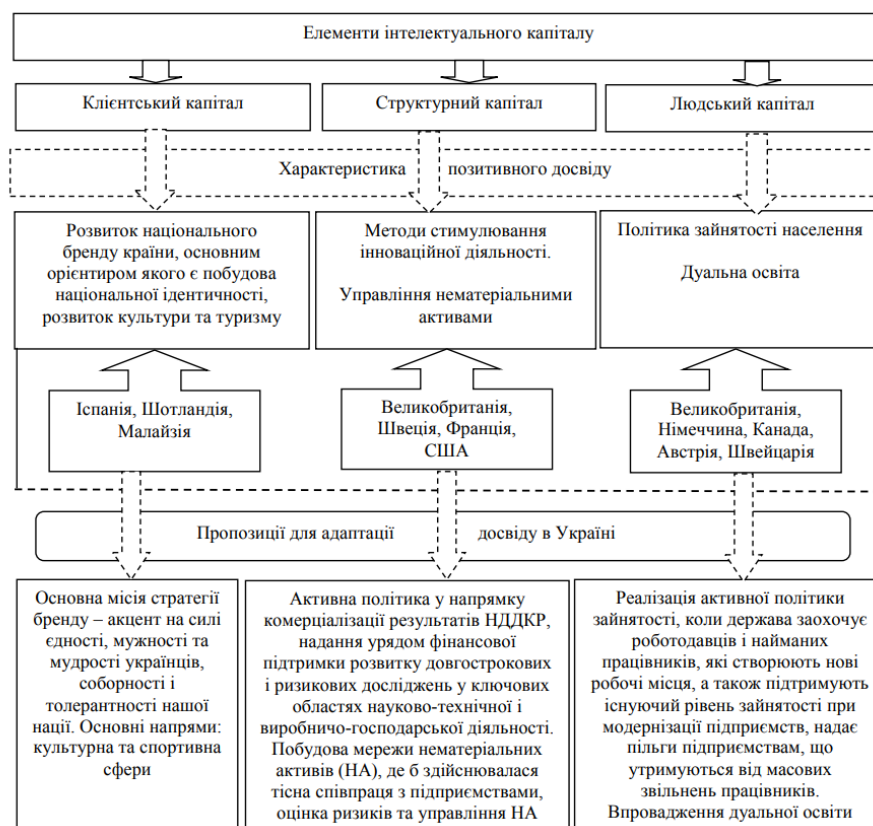 Елементи інтелектуального капіталу
Клієнтський капітал
Структурний капітал
Людський капітал
Характеристика позитивного досвіду
Розвиток національного
бренду країни, основним
орієнтиром якого є побудова
національної ідентичності,
розвиток культури та туризму
Методи стимулювання
інноваційної діяльності.
Управління нематеріальними
активами
Політика зайнятості населення
Дуальна освіта
Іспанія, Шотландія,
Малайзія
Великобританія,
Швеція, Франція,
США
Великобританія,
Німеччина, Канада,
Австрія, Швейцарія
Пропозиції для адаптації досвіду в Україні
Основна місія стратегії
бренду – акцент на силі
єдності, мужності та
мудрості українців,
соборності і
толерантності нашої
нації. Основні напрями:
культурна та спортивна
сфери
Активна політика у напрямку
комерціалізації результатів НДДКР,
надання урядом фінансової
підтримки розвитку довгострокових
і ризикових досліджень у ключових
областях науково-технічної і
виробничо-господарської діяльності.
Побудова мережи нематеріальних
активів (НА), де б здійснювалася
тісна співпраця з підприємствами,
оцінка ризиків та управління НА
Реалізація активної політики
зайнятості, коли держава заохочує
роботодавців і найманих
працівників, які створюють нові
робочі місця, а також підтримують
існуючий рівень зайнятості при
модернізації підприємств, надає
пільги підприємствам, що
утримуються від масових
звільнень працівників.
Впровадження дуальної освіти